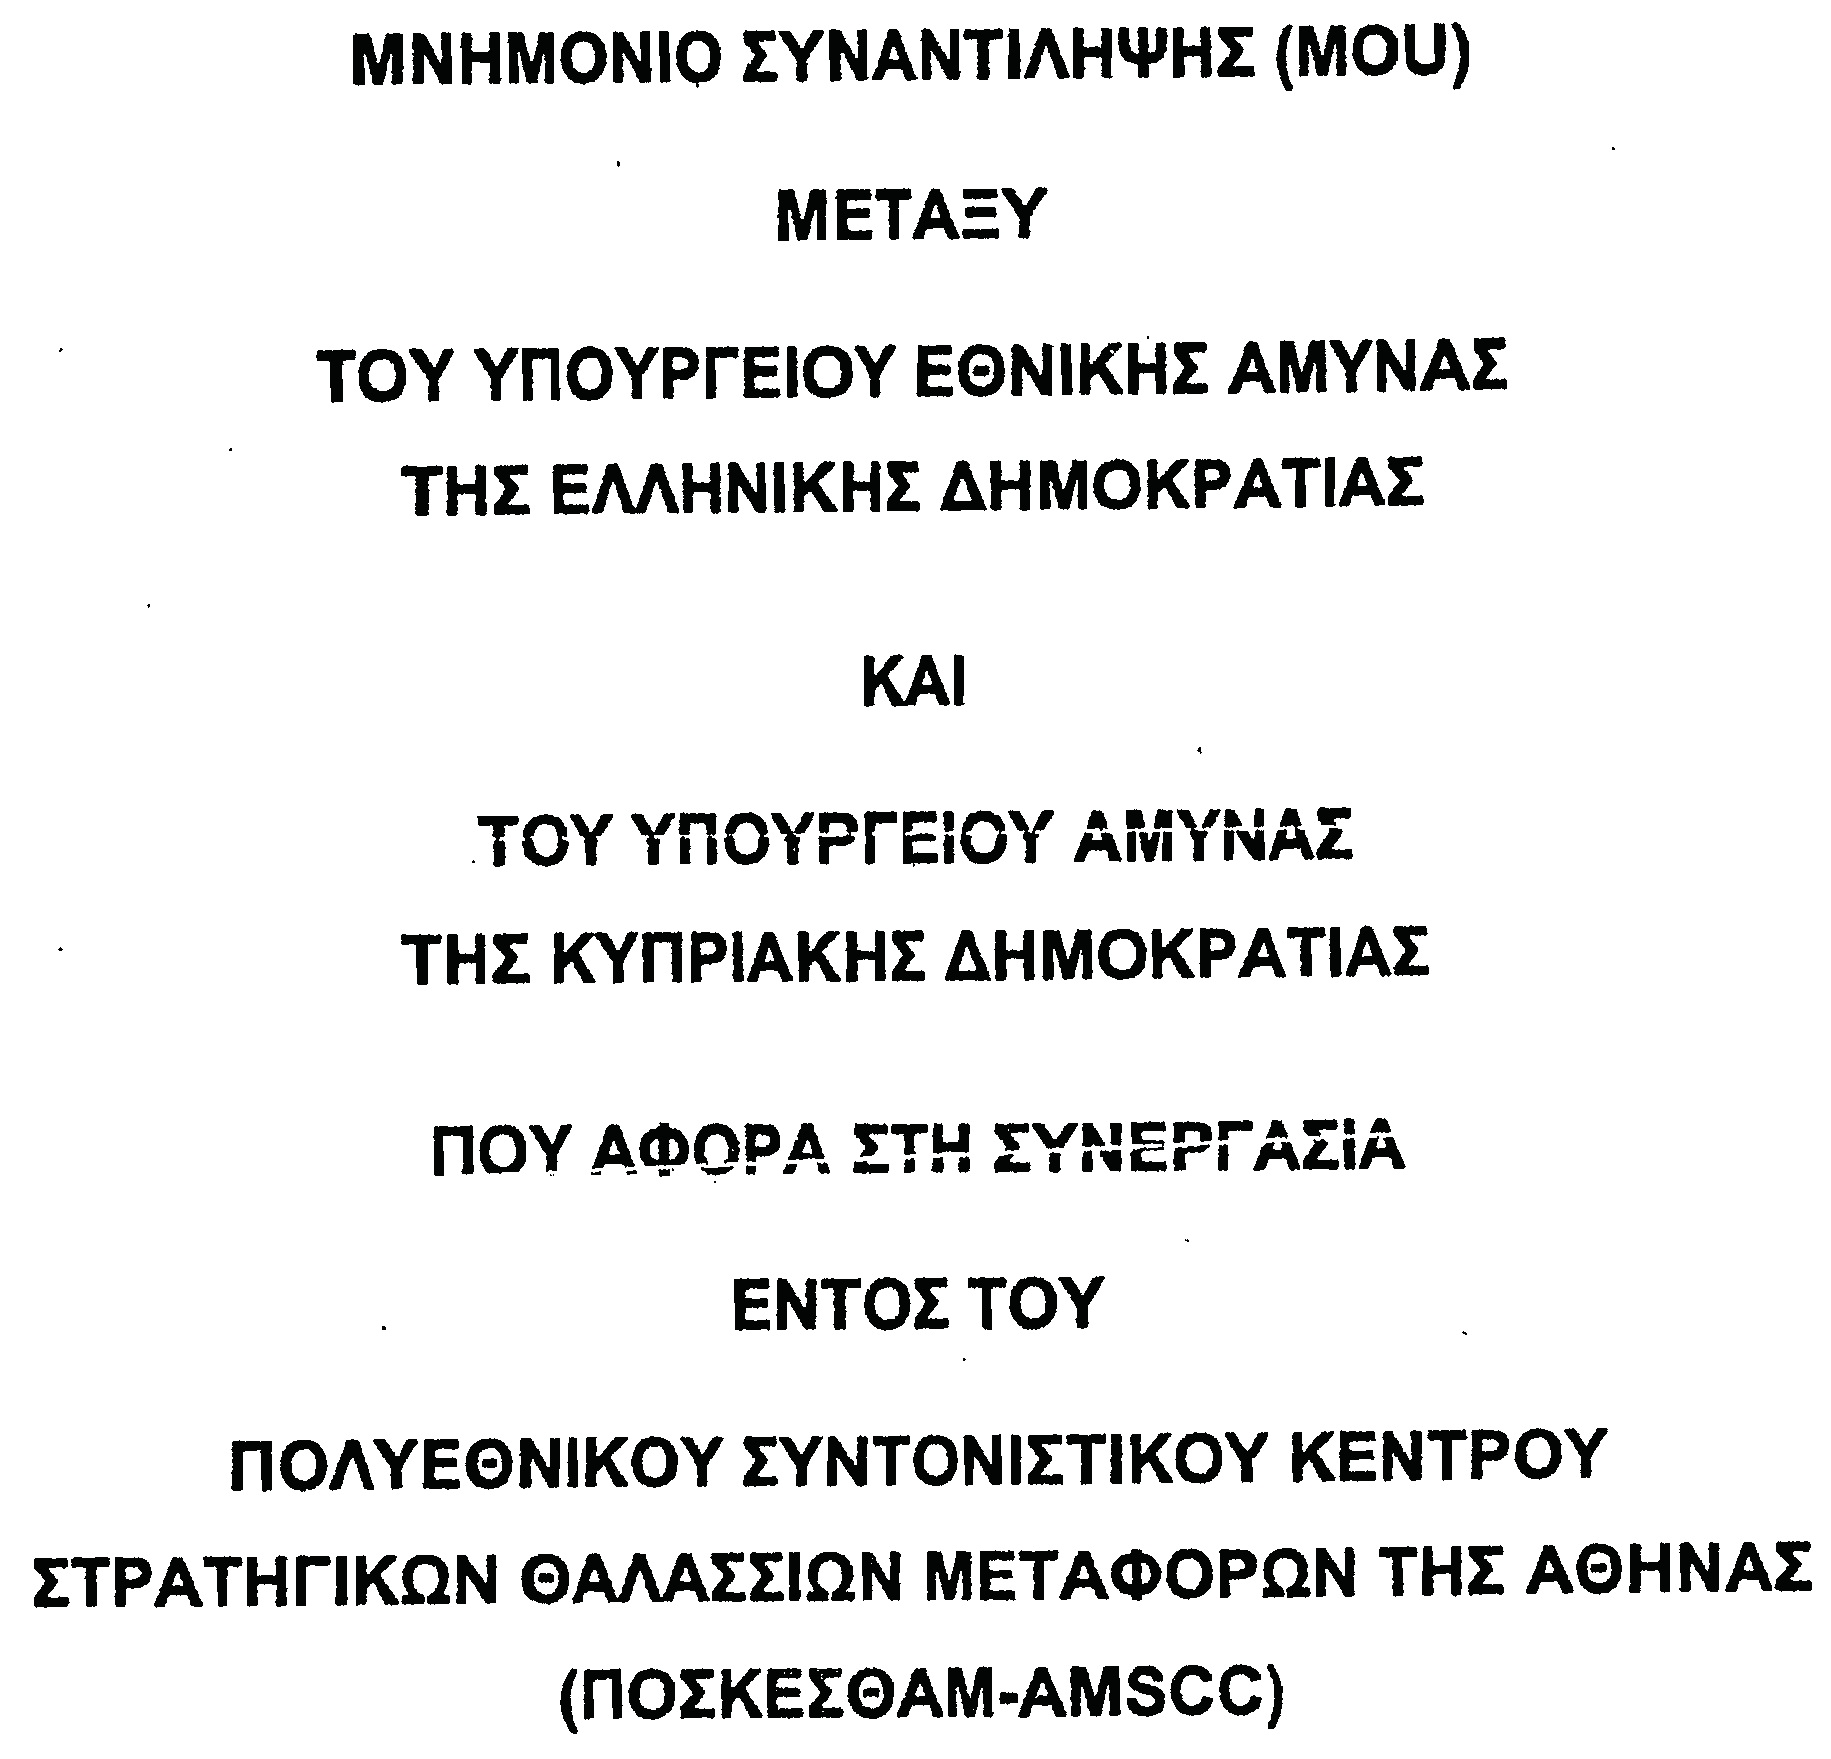 ΜΝΗΜΟΝΙΟ ΣΥΝΑΝΤΙΛΗΨΗΣ (MOU)
ΜΕΤΑΞΥ
ΤΟΥ ΥΠΟΥΡΓΕΙΟΥ ΕΘΝΙΚΗΣ ΑΜΥΝΑΣ
ΤΗΣ ΕΛΛΗΝΙΚΗΣ ΔΗΜΟΚΡΑΤΙΑΣ
ΚΑΙ
ΤΟΥ ΥΠΟΥΡΓΕΙΟΥ ΑΜΥΝΑΣ
ΤΗΣ ΚΥΠΡΙΑΚΗΣ ΔΗΜΟΚΡΑΤΙΑΣ
ΠΟΥ ΑΦΟΡΑ ΣΤΗ ΣΥΝΕΡΓΑΣΙΑ
ΕΝΤΟΣ ΤΟΥ
ΠΟΛΥΕΘΝΙΚΟΥ ΣΥΝΤΟΝΙΣΤΙΚΟΥ ΚΕΝΤΡΟΥ
ΣΤΡΑΤΗΓΙΚΩΝ ΘΑΛΑΣΣΙΩΝ ΜΕΤΑΦΟΡΩΝ ΤΗΣ ΑΘΗΝΑΣ
(ΠΟΣΚΕΣΘΑΜ-AMSCC)